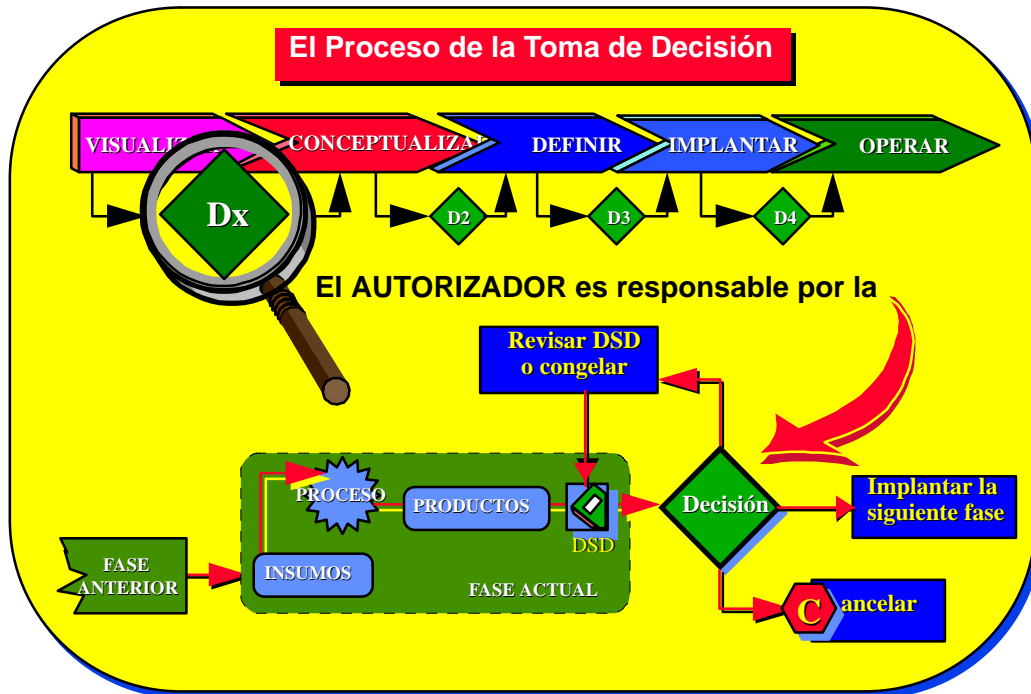 El Proceso de la Toma de Decisión
CONCEPTUALIZAR
DEFINIR
IMPLANTAR
OPERAR
Dx
D2
D3
D4
El AUTORIZADOR es responsable por la
Revisar DSD
o congelar
PROCESO
PRODUCTOS
DSD
Decisión
Implantar la
siguiente fase
FASE
ANTERIOR
INSUMOS
FASE ACTUAL
C ancelar